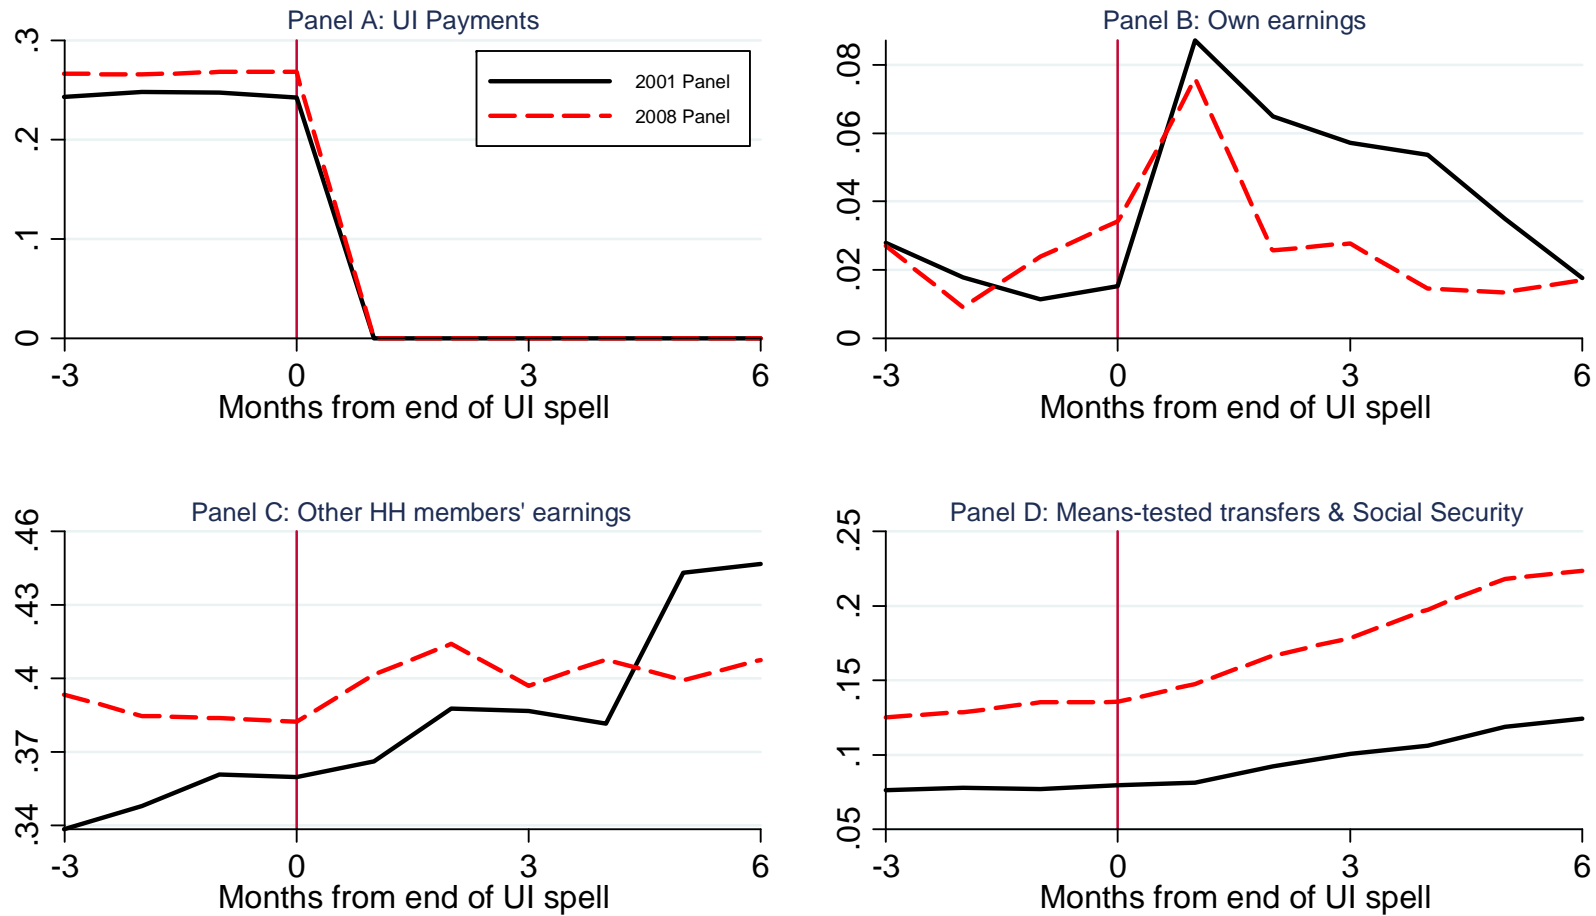 Panel A: UI Payments
.3
.2
.1
0
2001 Panel
2008 Panel
-3 0 3 6
Months from end of UI spell
Panel B: Own earnings
.08
.06
.04
.02
0
-3 0 3 6
Months from end of UI spell
Panel C: Other HH members' earnings
.46
.43
.4
.37
.34
-3 0 3 6
Months from end of UI spell
Panel D: Means-tested transfers & Social Security
.25
.2
.15
.1
.05
-3 0 3 6
Months from end of UI spell